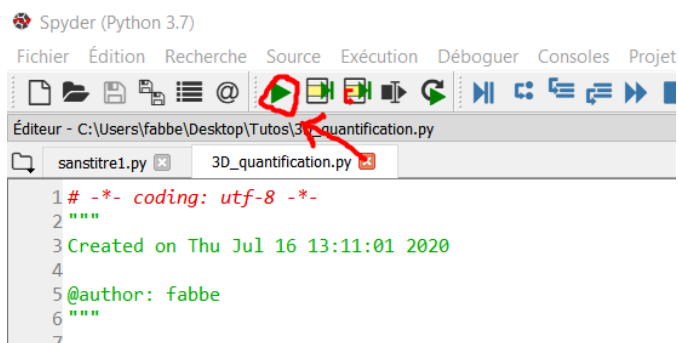 Spyder (Python 3.7)
Fichier Édition Recherche Source Exécution Déboguer Consoles Projet
Éditeur - C:\Users\fabbe\Desktop\Tutos\3D_quantification.py
sanstitre1.py 3D_quantification.py
1 # -*- coding: utf-8 -*-
2 """
3 Created on Thu Jul 16 13:11:01 2020
4
5 @author: fabbe
6 """
7